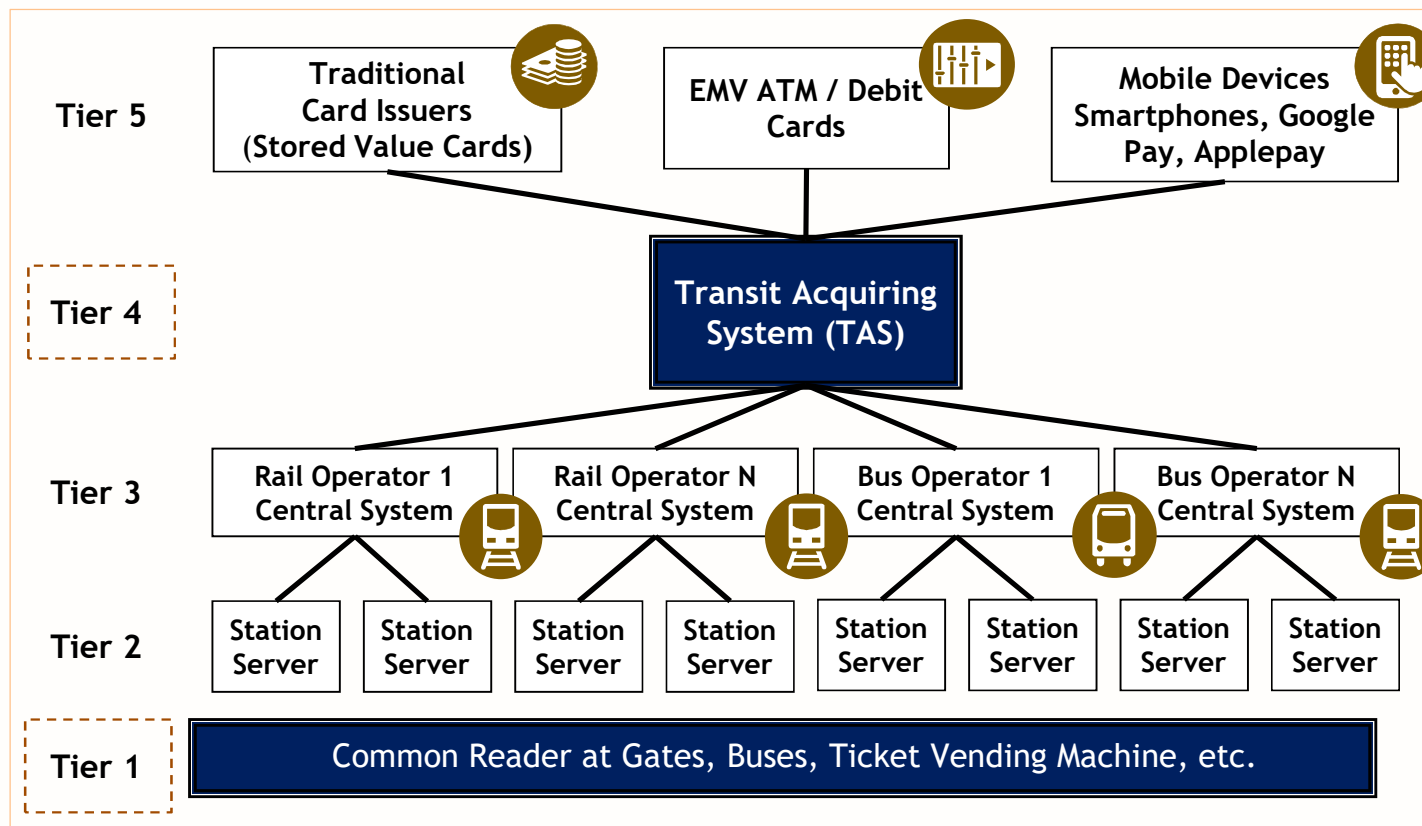 Tier 5
Traditional
Card Issuers
(Stored Value Cards)
EMV ATM / Debit
Cards
Mobile Devices
Smartphones, Google
Pay, Applepay
Tier 4
Transit Acquiring
System (TAS)
Tier 3
Rail Operator 1
Central System
Rail Operator N
Central System
Bus Operator 1
Central System
Bus Operator N
Central System
Tier 2
Station
Server
Station
Server
Station
Server
Station
Server
Station
Server
Station
Server
Station
Server
Station
Server
Tier 1
Common Reader at Gates, Buses, Ticket Vending Machine, etc.